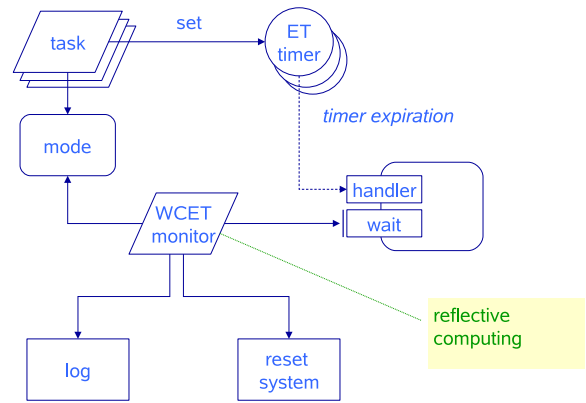 task
set
ET
timer
timer expiration
mode
handler
wait
WCET
monitor
reflective
computing
log
reset
system